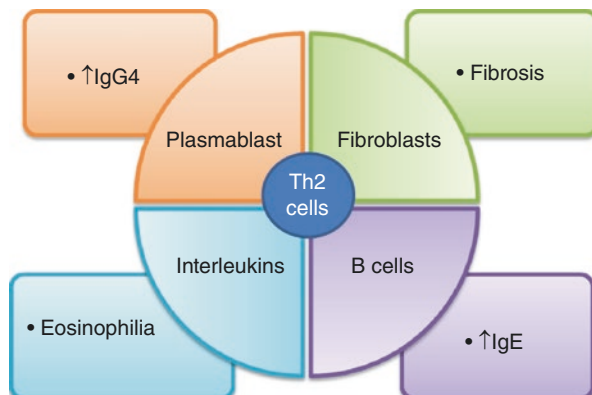 • ↑IgG4
• Fibrosis
Plasmablast
Fibroblasts
Th2
cells
Interleukins
B cells
• Eosinophilia
• ↑IgE